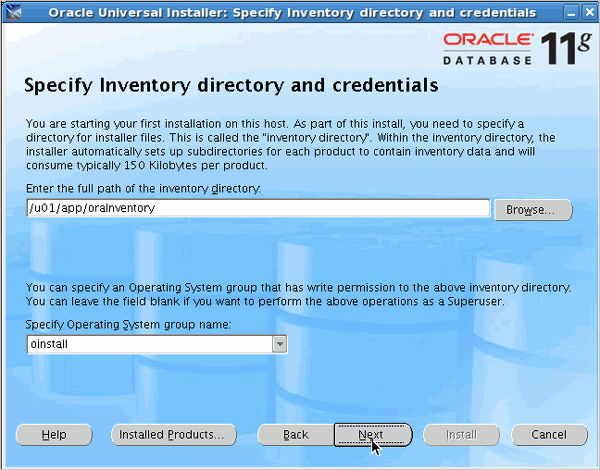 Oracle Universal Installer: Specify Inventory directory and credentials
ORACLE
DATABASE 11g
Specify Inventory directory and credentials
You are starting your first installation on this host. As part of this install, you need to specify a
directory for installer files. This is called the "inventory directory". Within the inventory directory, the
installer automatically sets up subdirectories for each product to contain inventory data and will
consume typically 150 Kilobytes per product.
Enter the full path of the inventory directory:
/u01/app/oraInventory
Browse...
You can specify an Operating System group that has write permission to the above inventory directory.
You can leave the field blank if you want to perform the above operations as a Superuser.
Specify Operating System group name:
oinstall
Help
Installed Products...
Back
Next
Install
Cancel